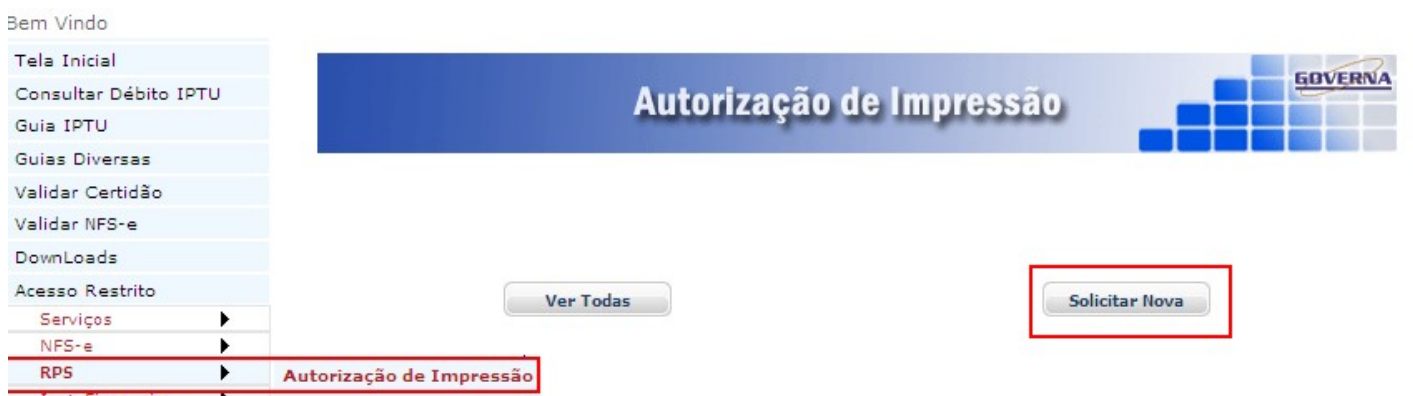 Bem Vindo
Tela Inicial
Consultar Débito IPTU
Guia IPTU
Guias Diversas
Validar Certidão
Validar NFS-e
DownLoads
Acesso Restrito
Serviços
NFS-e
RPS
Autorização de Impressão
Autorização de Impressão
GOVERNA
Ver Todas
Solicitar Nova